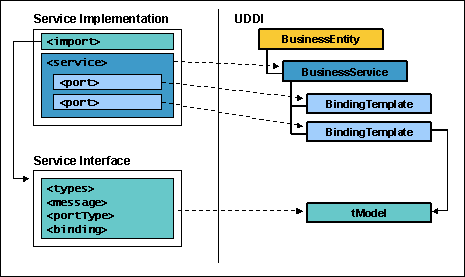 Service Implementation
<import>
<service>
<port>
<port>
Service Interface
<types>
<message>
<portType>
<binding>
UDDI
BusinessEntity
BusinessService
BindingTemplate
BindingTemplate
tModel